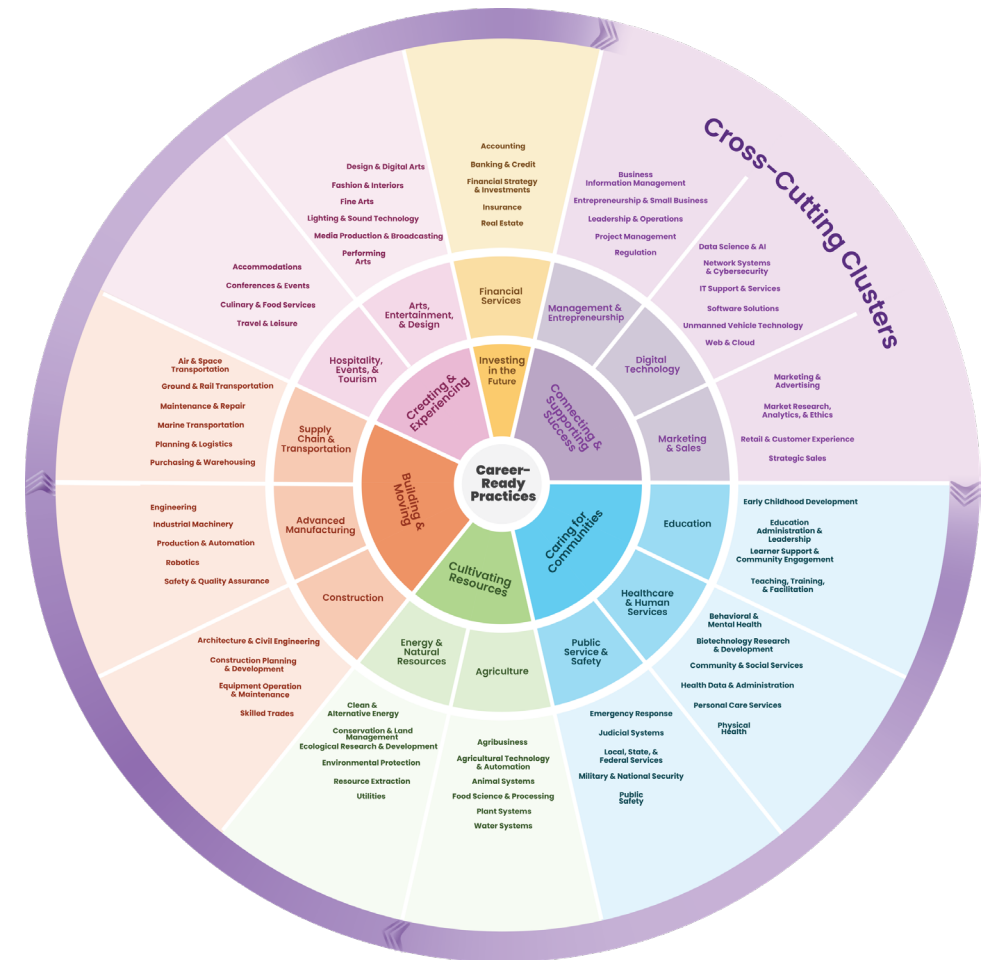 Cross-Cutting Clusters
Career-
Ready
Practices
Investing
in the
Future
Financial
Services
Accounting
Banking & Credit
Financial Strategy
& Investments
Insurance
Real Estate
Connecting &
Supporting
Success
Management &
Entrepreneurship
Business
Information Management
Entrepreneurship & Small Business
Leadership & Operations
Project Management
Regulation
Digital
Technology
Data Science & AI
Network Systems
& Cybersecurity
IT Support & Services
Software Solutions
Unmanned Vehicle Technology
Web & Cloud
Marketing
& Sales
Marketing &
Advertising
Market Research,
Analytics, & Ethics
Retail & Customer Experience
Strategic Sales
Caring for
Communities
Education
Early Childhood Development
Education
Administration &
Leadership
Learner Support &
Community Engagement
Teaching, Training,
& Facilitation
Healthcare
& Human
Services
Behavioral &
Mental Health
Biotechnology Research
& Development
Community & Social Services
Health Data & Administration
Personal Care Services
Physical
Health
Public
Service &
Safety
Emergency Response
Judicial Systems
Local, State, &
Federal Services
Military & National Security
Public
Safety
Cultivating
Resources
Agriculture
Agribusiness
Agricultural Technology
& Automation
Animal Systems
Food Science & Processing
Plant Systems
Water Systems
Energy &
Natural
Resources
Clean &
Alternative Energy
Conservation & Land
Management
Ecological Research & Development
Environmental Protection
Resource Extraction
Utilities
Building &
Moving
Construction
Architecture & Civil Engineering
Construction Planning
& Development
Equipment Operation
& Maintenance
Skilled Trades
Advanced
Manufacturing
Engineering
Industrial Machinery
Production & Automation
Robotics
Safety & Quality Assurance
Supply
Chain &
Transportation
Air & Space
Transportation
Ground & Rail Transportation
Maintenance & Repair
Marine Transportation
Planning & Logistics
Purchasing & Warehousing
Creating &
Experiencing
Hospitality,
Events, &
Tourism
Accommodations
Conferences & Events
Culinary & Food Services
Travel & Leisure
Arts,
Entertainment,
& Design
Design & Digital Arts
Fashion & Interiors
Fine Arts
Lighting & Sound Technology
Media Production & Broadcasting
Performing
Arts